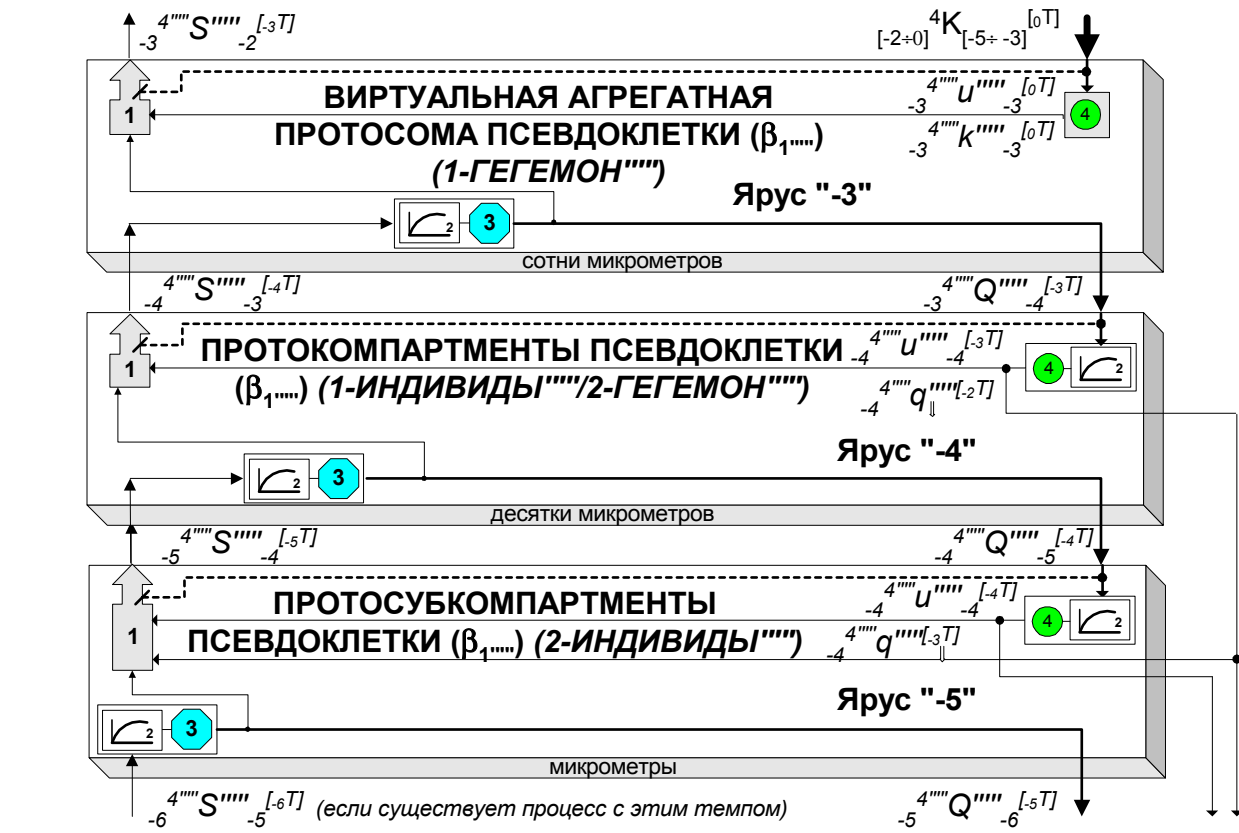 -3 4'''''S''''' -2 [-3T]
[-2÷0] 4K[-5÷ -3] [0T]
ВИРТУАЛЬНАЯ АГРЕГАТНАЯ
ПРОТОСОМА ПСЕВДОКЛЕТКИ (β1''''')
(1-ГЕГЕМОН''''')
-3 4'''''u''''' -3 [0T]
-3 4'''''k''''' -3 [0T]
1
4
Ярус "-3"
2 3
сотни микрометров
-4 4'''''S''''' -3 [-4T]
-3 4'''''Q''''' -4 [-3T]
ПРОТОКОМПАРТМЕНТЫ ПСЕВДОКЛЕТКИ
(β1''''') (1-ИНДИВИДЫ'''''/2-ГЕГЕМОН''''')
-4 4'''''u''''' -4 [-3T]
-4 4'''''q'''''⇓ [-2T]
1
4 2
Ярус "-4"
2 3
десятки микрометров
-5 4'''''S''''' -4 [-5T]
-4 4'''''Q''''' -5 [-4T]
ПРОТОСУБКОМПАРТМЕНТЫ
ПСЕВДОКЛЕТКИ (β1''''') (2-ИНДИВИДЫ''''')
-4 4'''''u''''' -4 [-4T]
-4 4'''''q'''''⇓ [-3T]
1
4 2
Ярус "-5"
2 3
микрометры
-6 4'''''S''''' -5 [-6T] (если существует процесс с этим темпом)
-5 4'''''Q''''' -6 [-5T]